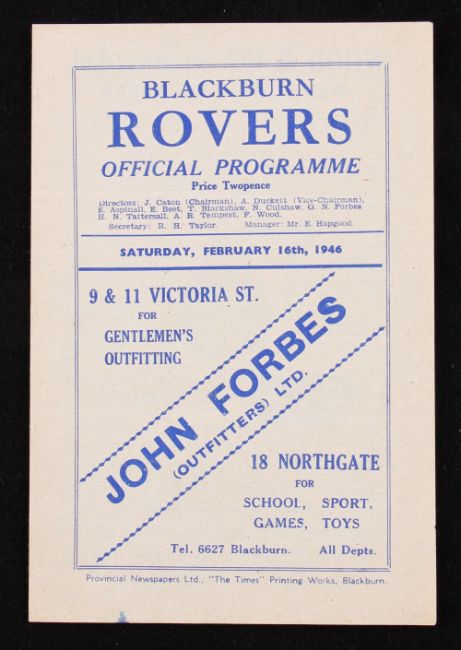 BLACKBURN
ROVERS
OFFICIAL PROGRAMME
Price Twopence
Directors: J. Caton (Chairman), A. Duckett (Vice-Chairman),
E. Aspinall, E. Beet, T. Blackshaw, N. Culshaw, G. N. Forbes
H. N. Tattersall, A. R. Tempest, F. Wood.
Secretary: R. H. Taylor. Manager: Mr. E. Hapgood.
SATURDAY, FEBRUARY 16th, 1946
9 & 11 VICTORIA ST.
FOR
GENTLEMEN'S
OUTFITTING
JOHN FORBES
(OUTFITTERS) LTD.
18 NORTHGATE
FOR
SCHOOL, SPORT,
GAMES, TOYS
Tel. 6627 Blackburn. All Depts.
Provincial Newspapers Ltd., "The Times" Printing Works, Blackburn.